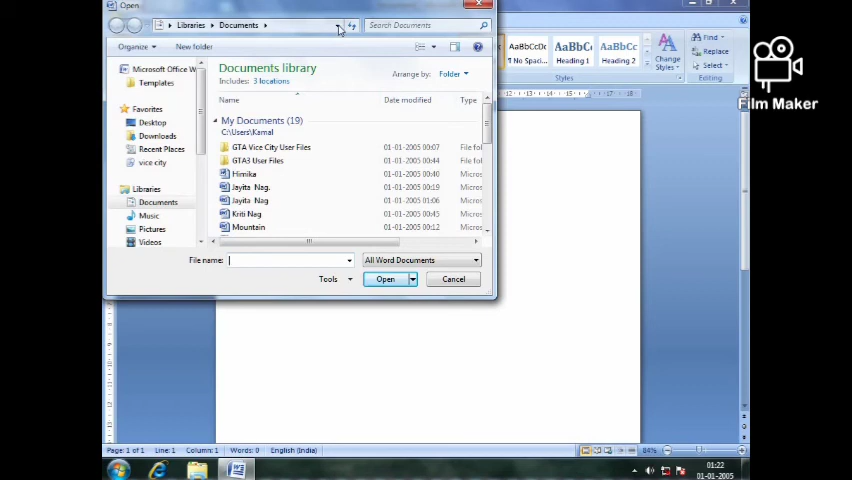 Open
Libraries Documents
Search Documents
Organize
New folder
Documents library
Includes: 3 locations
Arrange by: Folder
Name
Date modified
Type
Microsoft Office W
Templates
Favorites
Desktop
Downloads
Recent Places
vice city
Libraries
Documents
Music
Pictures
Videos
My Documents (19)
C:\Users\Kamal
GTA Vice City User Files 01-01-2005 00:07 File fol
GTA3 User Files 01-01-2005 00:00 File fol
Himika 01-01-2005 00:40 Micros
Jayita Nag. 01-01-2005 00:19 Micros
Jayita Nag 01-01-2005 01:06 Micros
Kriti Nag 01-01-2005 00:45 Micros
Mountain 01-01-2005 00:12 Micros
File name:
All Word Documents
Tools
Open
Cancel
AaBbCcDc
AaBbC
AaBbCc
No Spaci...
Heading 1
Heading 2
Change
Styles
Styles
Find
Replace
Select
Editing
Film Maker
Page: 1 of 1 Line: 1 Column: 1 Words: 0 English (India) 84%
01:22
01-01-2005